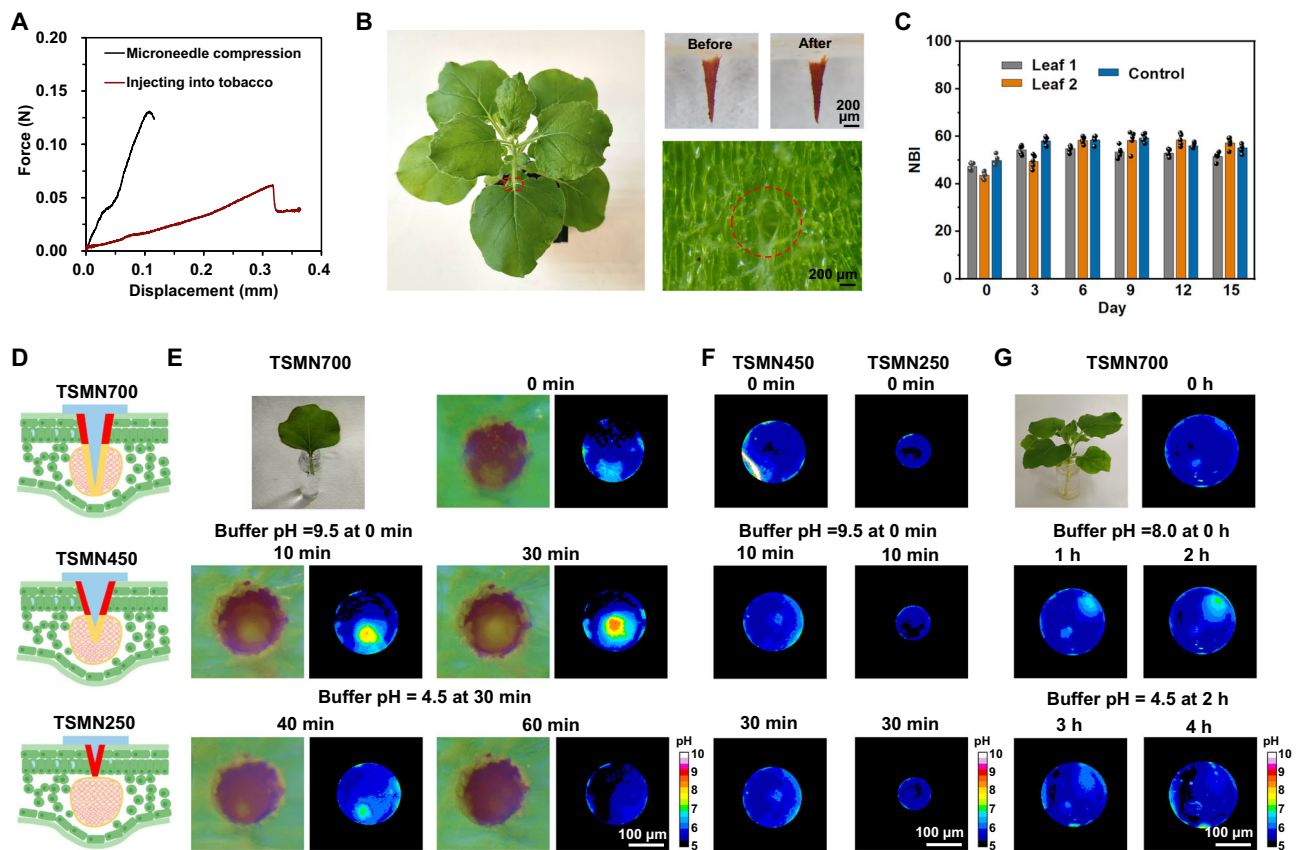 A
0.20
0.15
0.10
0.05
0.00
Force (N)
Microneedle compression
Injecting into tobacco
0.0 0.1 0.2 0.3 0.4
Displacement (mm)
B
Before
After
200
µm
200 µm
C
100
80
60
40
20
0
NBI
Leaf 1
Leaf 2
Control
0 3 6 9 12 15
Day
D
TSMN700
TSMN450
TSMN250
E
TSMN700
0 min
Buffer pH =9.5 at 0 min
10 min
30 min
Buffer pH = 4.5 at 30 min
40 min
60 min
100 µm
pH
10
9
8
7
6
5
F
TSMN450
0 min
TSMN250
0 min
Buffer pH =9.5 at 0 min
10 min
10 min
30 min
30 min
100 µm
pH
10
9
8
7
6
5
G
TSMN700
0 h
Buffer pH =8.0 at 0 h
1 h
2 h
Buffer pH = 4.5 at 2 h
3 h
4 h
100 µm
pH
10
9
8
7
6
5